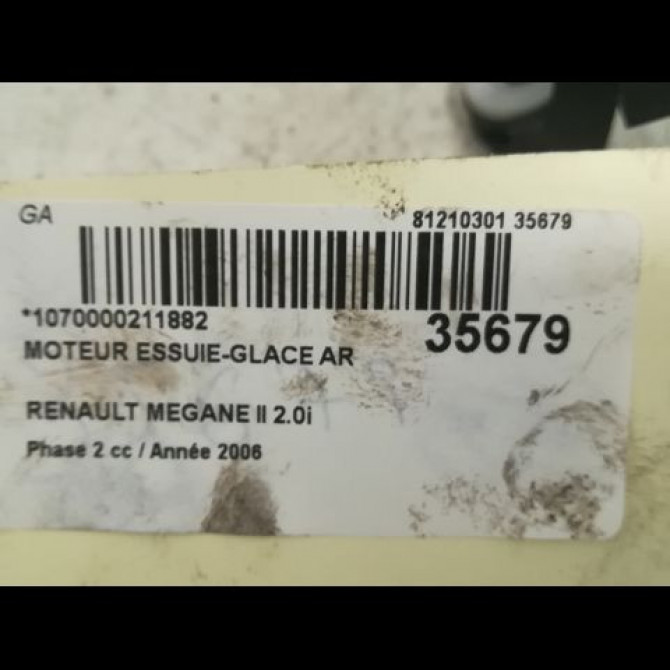 GA 81210301 35679
*1070000211882 35679
MOTEUR ESSUIE-GLACE AR
RENAULT MEGANE II 2.0i
Phase 2 cc / Année 2006